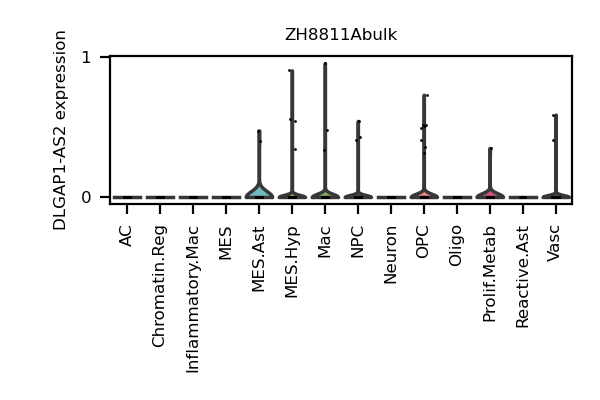 ZH8811Abulk
DLGAP1-AS2 expression
1
0
AC
Chromatin.Reg
Inflammatory.Mac
MES
MES.Ast
MES.Hyp
Mac
NPC
Neuron
OPC
Oligo
Prolif.Metab
Reactive.Ast
Vasc